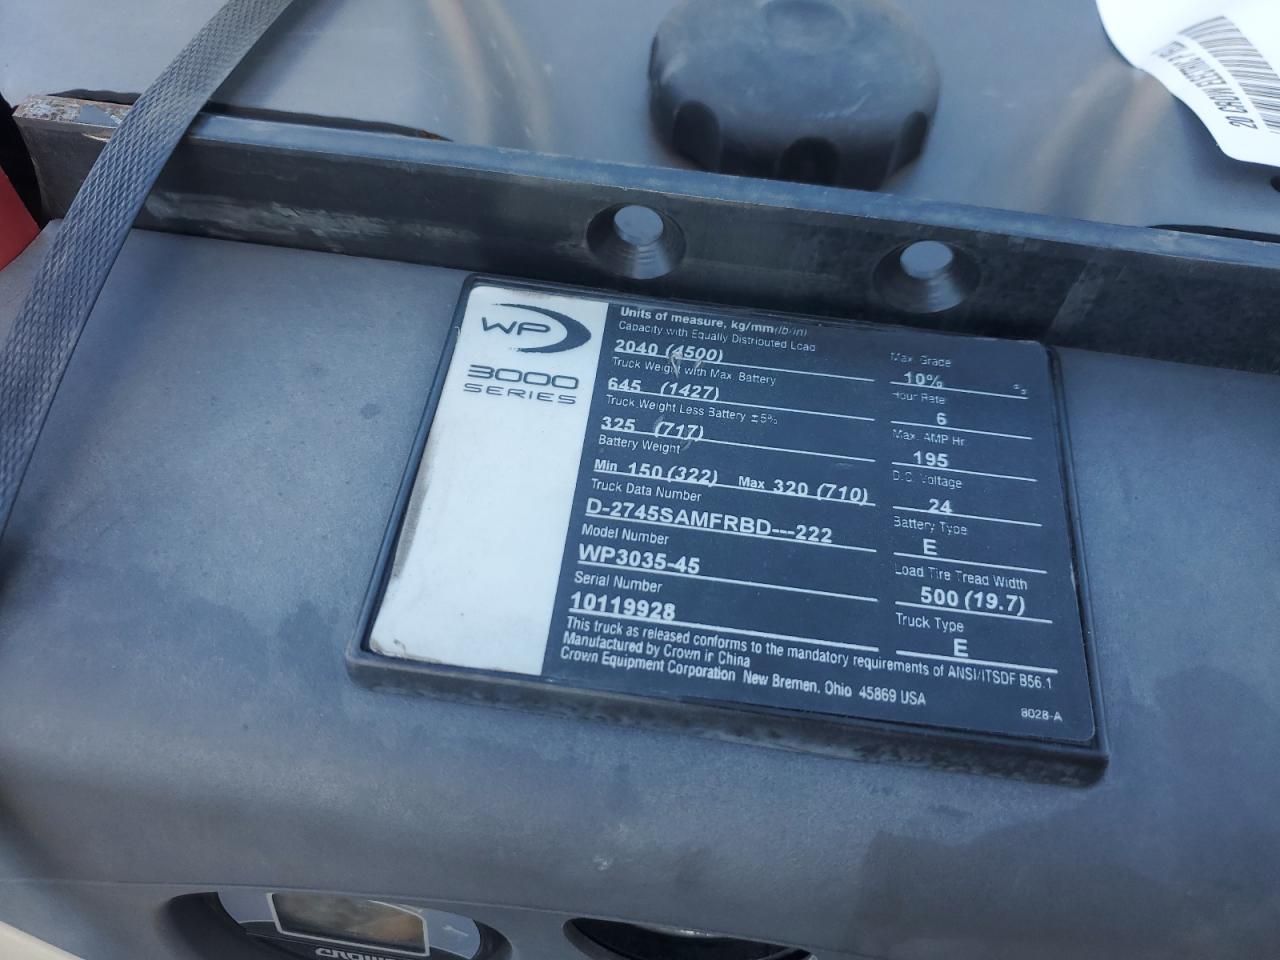 20 CROWN ELECTRIC P
WP
3000
SERIES
Units of measure, kg/mm(lb/in)
Capacity with Equally Distributed Load
2040 (4500)
Truck Weight with Max. Battery
645 (1427)
Truck Weight Less Battery ±5%
325 (717)
Battery Weight
Min 150 (322) Max 320 (710)
Truck Data Number
D-2745SAMFRBD---222
Model Number
WP3035-45
Serial Number
10119928
Max. Grade
10%
Hour Rate
6
Max. AMP Hr.
195
D.C. Voltage
24
Battery Type
E
Load Tire Tread Width
500 (19.7)
Truck Type
E
This truck as released conforms to the mandatory requirements of ANSI/ITSDF B56.1
Manufactured by Crown in China
Crown Equipment Corporation New Bremen, Ohio 45869 USA
8028-A
CROWN